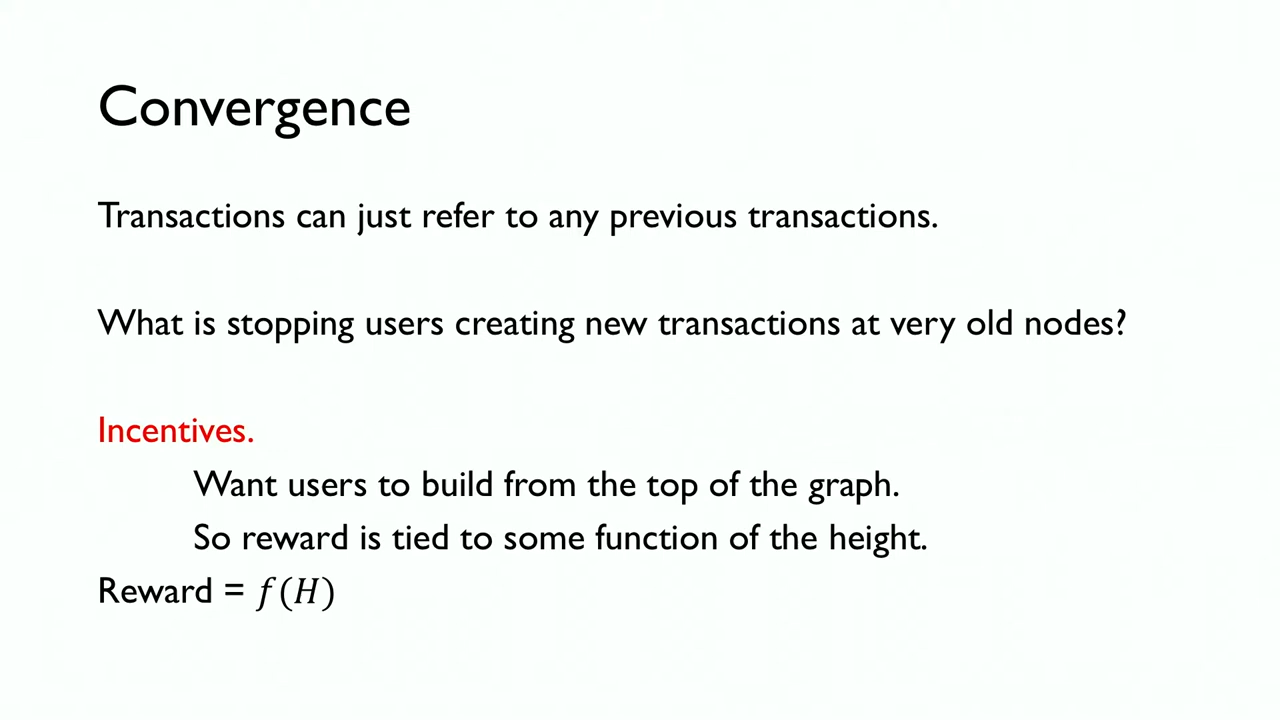 Convergence
Transactions can just refer to any previous transactions.
What is stopping users creating new transactions at very old nodes?
Incentives.
Want users to build from the top of the graph.
So reward is tied to some function of the height.
Reward = 𝑓(𝐻)